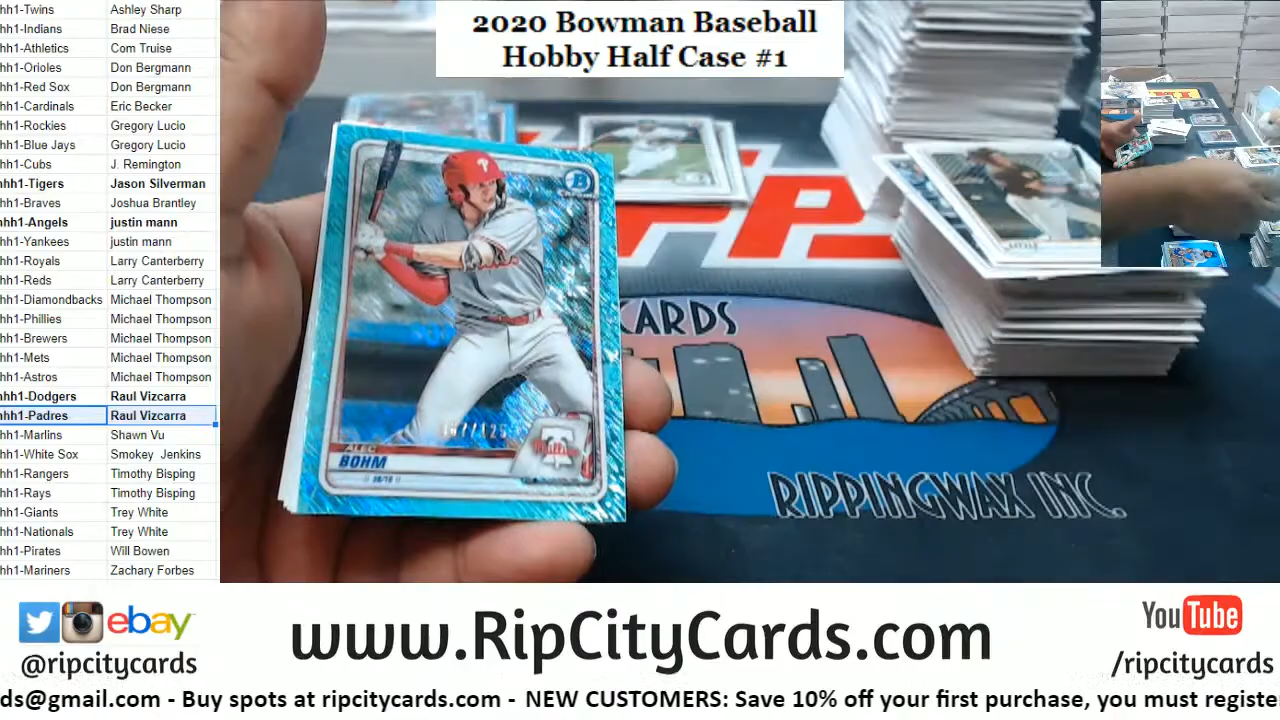 hh1-Twins Ashley Sharp
hh1-Indians Brad Niese
hh1-Athletics Com Truise
hh1-Orioles Don Bergmann
hh1-Red Sox Don Bergmann
hh1-Cardinals Eric Becker
hh1-Rockies Gregory Lucio
hh1-Blue Jays Gregory Lucio
hh1-Cubs J. Remington
hh1-Tigers Jason Silverman
hh1-Braves Joshua Brantley
hh1-Angels justin mann
hh1-Yankees justin mann
hh1-Royals Larry Canterberry
hh1-Reds Larry Canterberry
hh1-Diamondbacks Michael Thompson
hh1-Phillies Michael Thompson
hh1-Brewers Michael Thompson
hh1-Mets Michael Thompson
hh1-Astros Michael Thompson
hh1-Dodgers Raul Vizcarra
hh1-Padres Raul Vizcarra
hh1-Marlins Shawn Vu
hh1-White Sox Smokey Jenkins
hh1-Rangers Timothy Bisping
hh1-Rays Timothy Bisping
hh1-Giants Trey White
hh1-Nationals Trey White
hh1-Pirates Will Bowen
hh1-Mariners Zachary Forbes
2020 Bowman Baseball
Hobby Half Case #1
B
CHROME
P
ALEC
BOHM
Phillies
CARDS
RIPPINGWAX INC.
ebay
@ripcitycards
www.RipCityCards.com
YouTube
/ripcitycards
ds@gmail.com - Buy spots at ripcitycards.com - NEW CUSTOMERS: Save 10% off your first purchase, you must registe